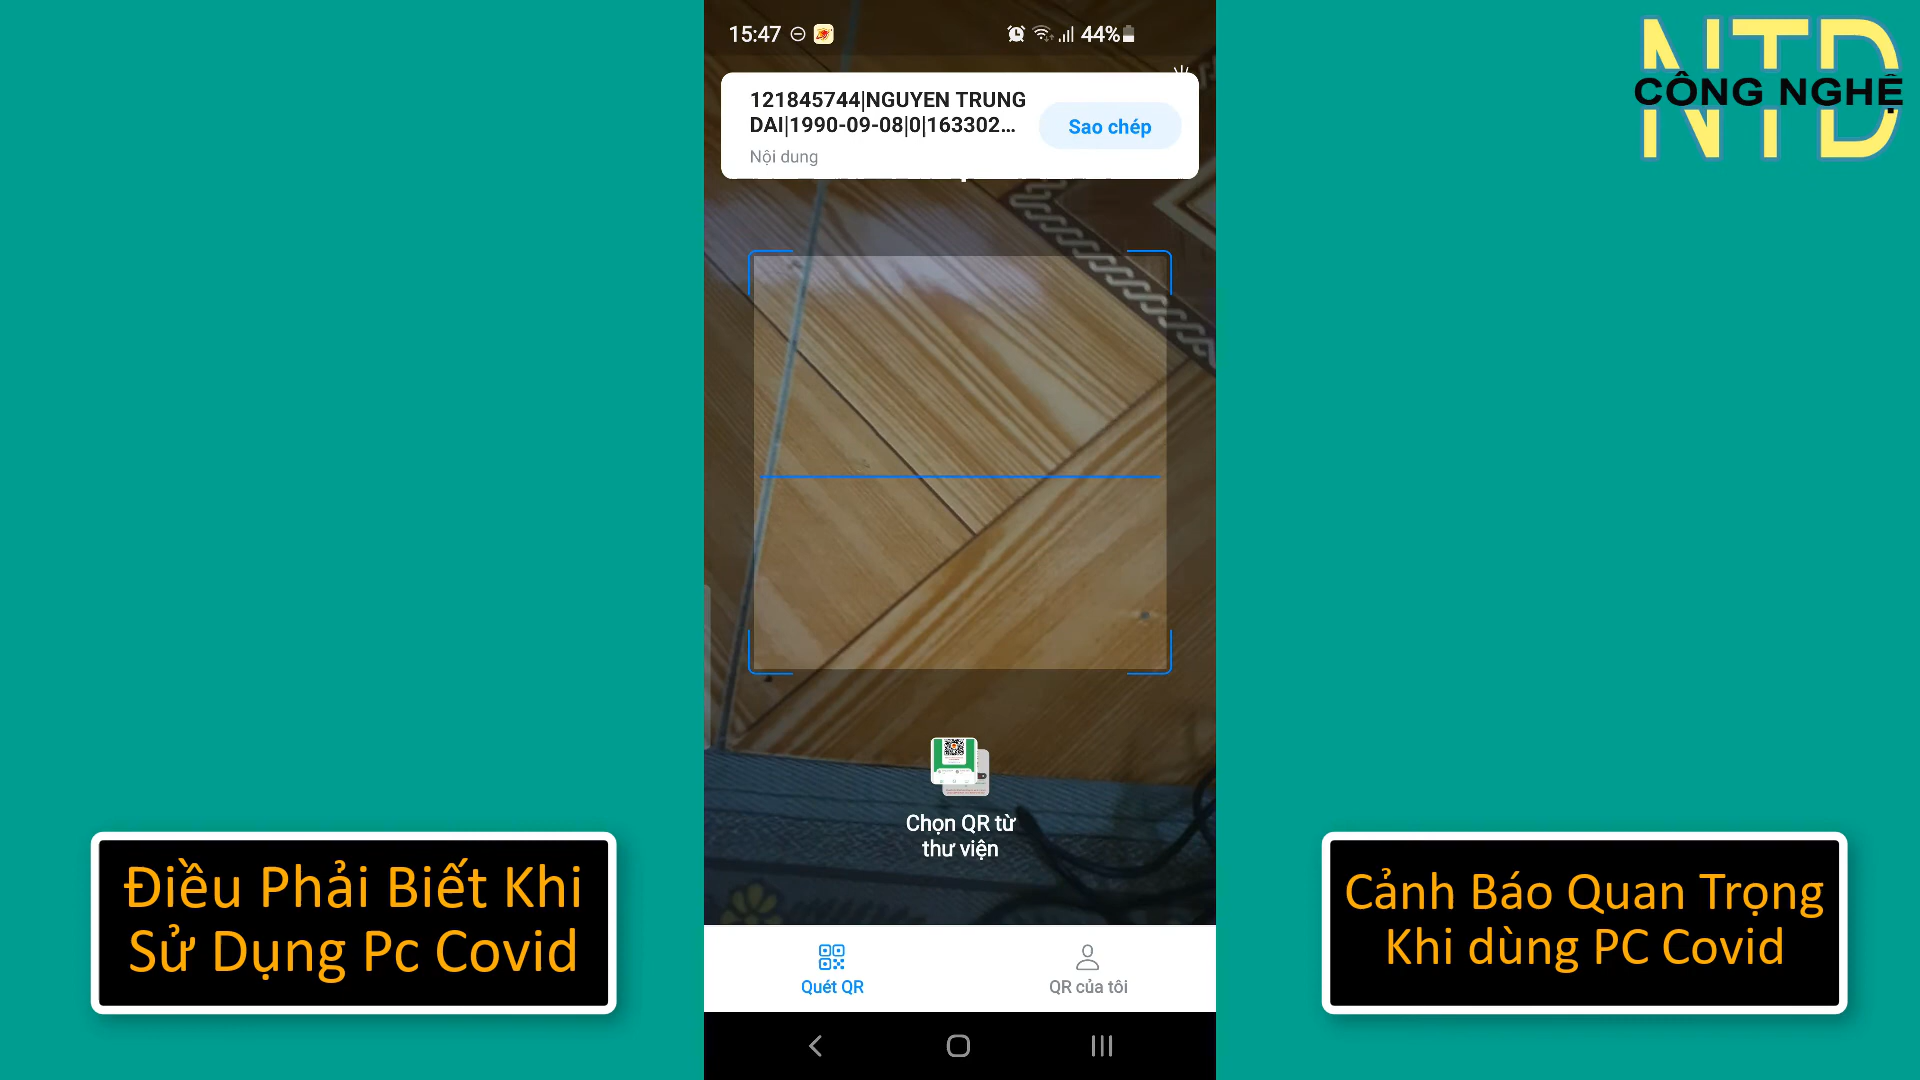 15:47
44%
121845744|NGUYEN TRUNG
DAI|1990-09-08|0|163302...
Sao chép
Nội dung
NTD
CÔNG NGHỆ
Chọn QR từ
thư viện
Điều Phải Biết Khi
Sử Dụng Pc Covid
Cảnh Báo Quan Trọng
Khi dùng PC Covid
Quét QR
QR của tôi